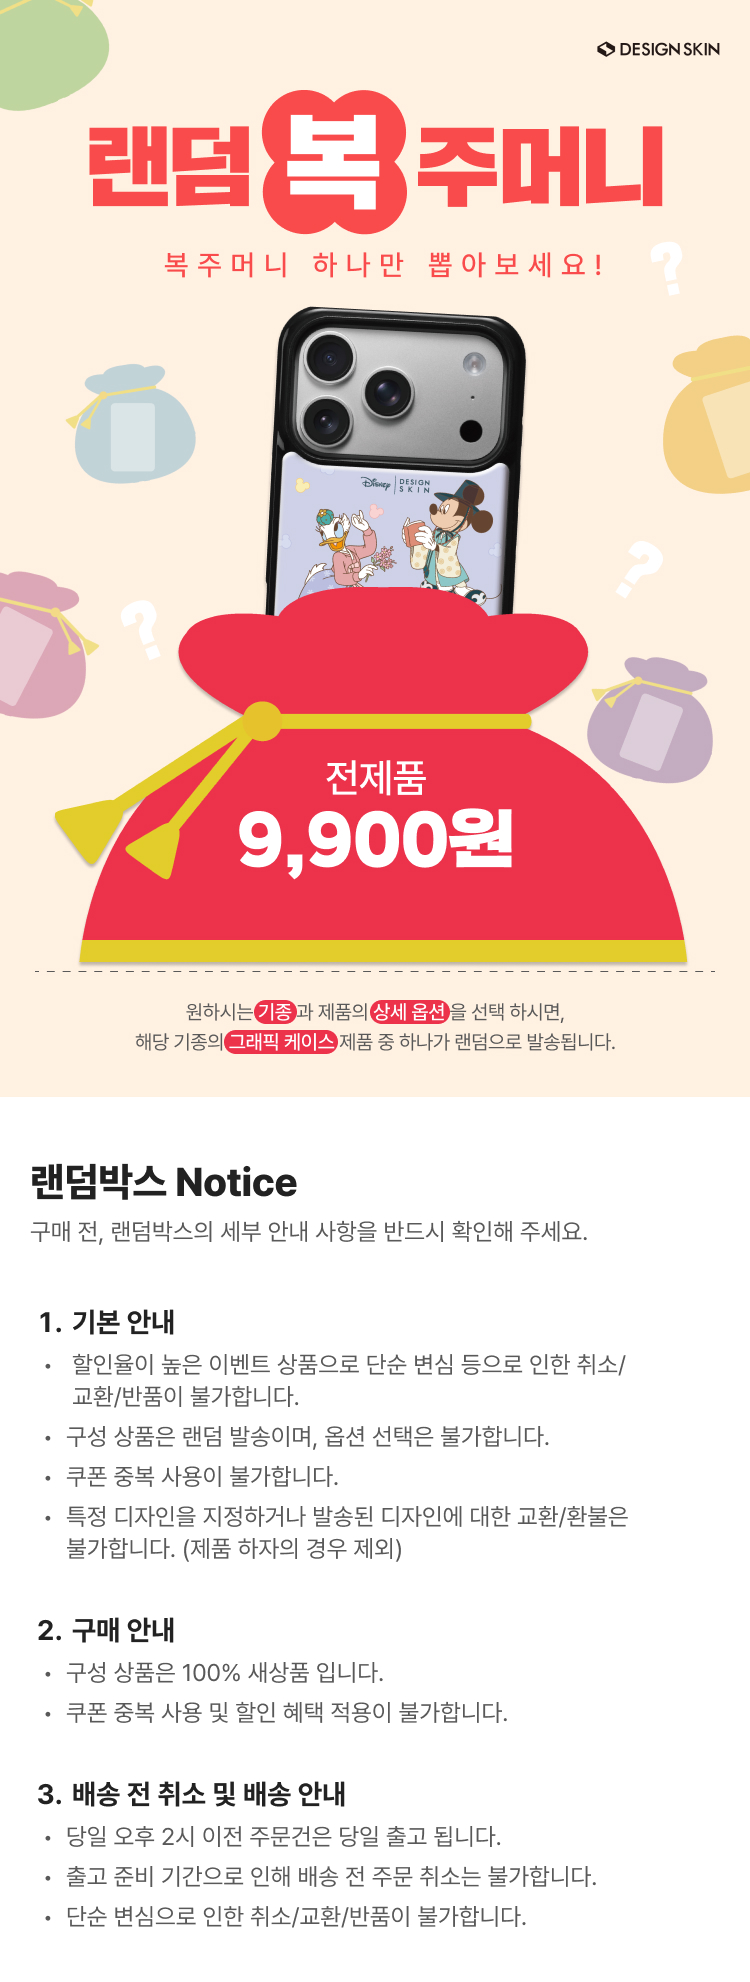 DESIGN SKIN
랜덤 복 주머니
복주머니 하나만 뽑아보세요!
Disney DESIGN
SKIN
전제품
9,900원
원하시는 기종과 제품의 상세 옵션을 선택 하시면,
해당 기종의 그래픽 케이스 제품 중 하나가 랜덤으로 발송됩니다.
랜덤박스 Notice
구매 전, 랜덤박스의 세부 안내 사항을 반드시 확인해 주세요.
1. 기본 안내
• 할인율이 높은 이벤트 상품으로 단순 변심 등으로 인한 취소/
교환/반품이 불가합니다.
• 구성 상품은 랜덤 발송이며, 옵션 선택은 불가합니다.
• 쿠폰 중복 사용이 불가합니다.
• 특정 디자인을 지정하거나 발송된 디자인에 대한 교환/환불은
불가합니다. (제품 하자의 경우 제외)
2. 구매 안내
• 구성 상품은 100% 새상품 입니다.
• 쿠폰 중복 사용 및 할인 혜택 적용이 불가합니다.
3. 배송 전 취소 및 배송 안내
• 당일 오후 2시 이전 주문건은 당일 출고 됩니다.
• 출고 준비 기간으로 인해 배송 전 주문 취소는 불가합니다.
• 단순 변심으로 인한 취소/교환/반품이 불가합니다.